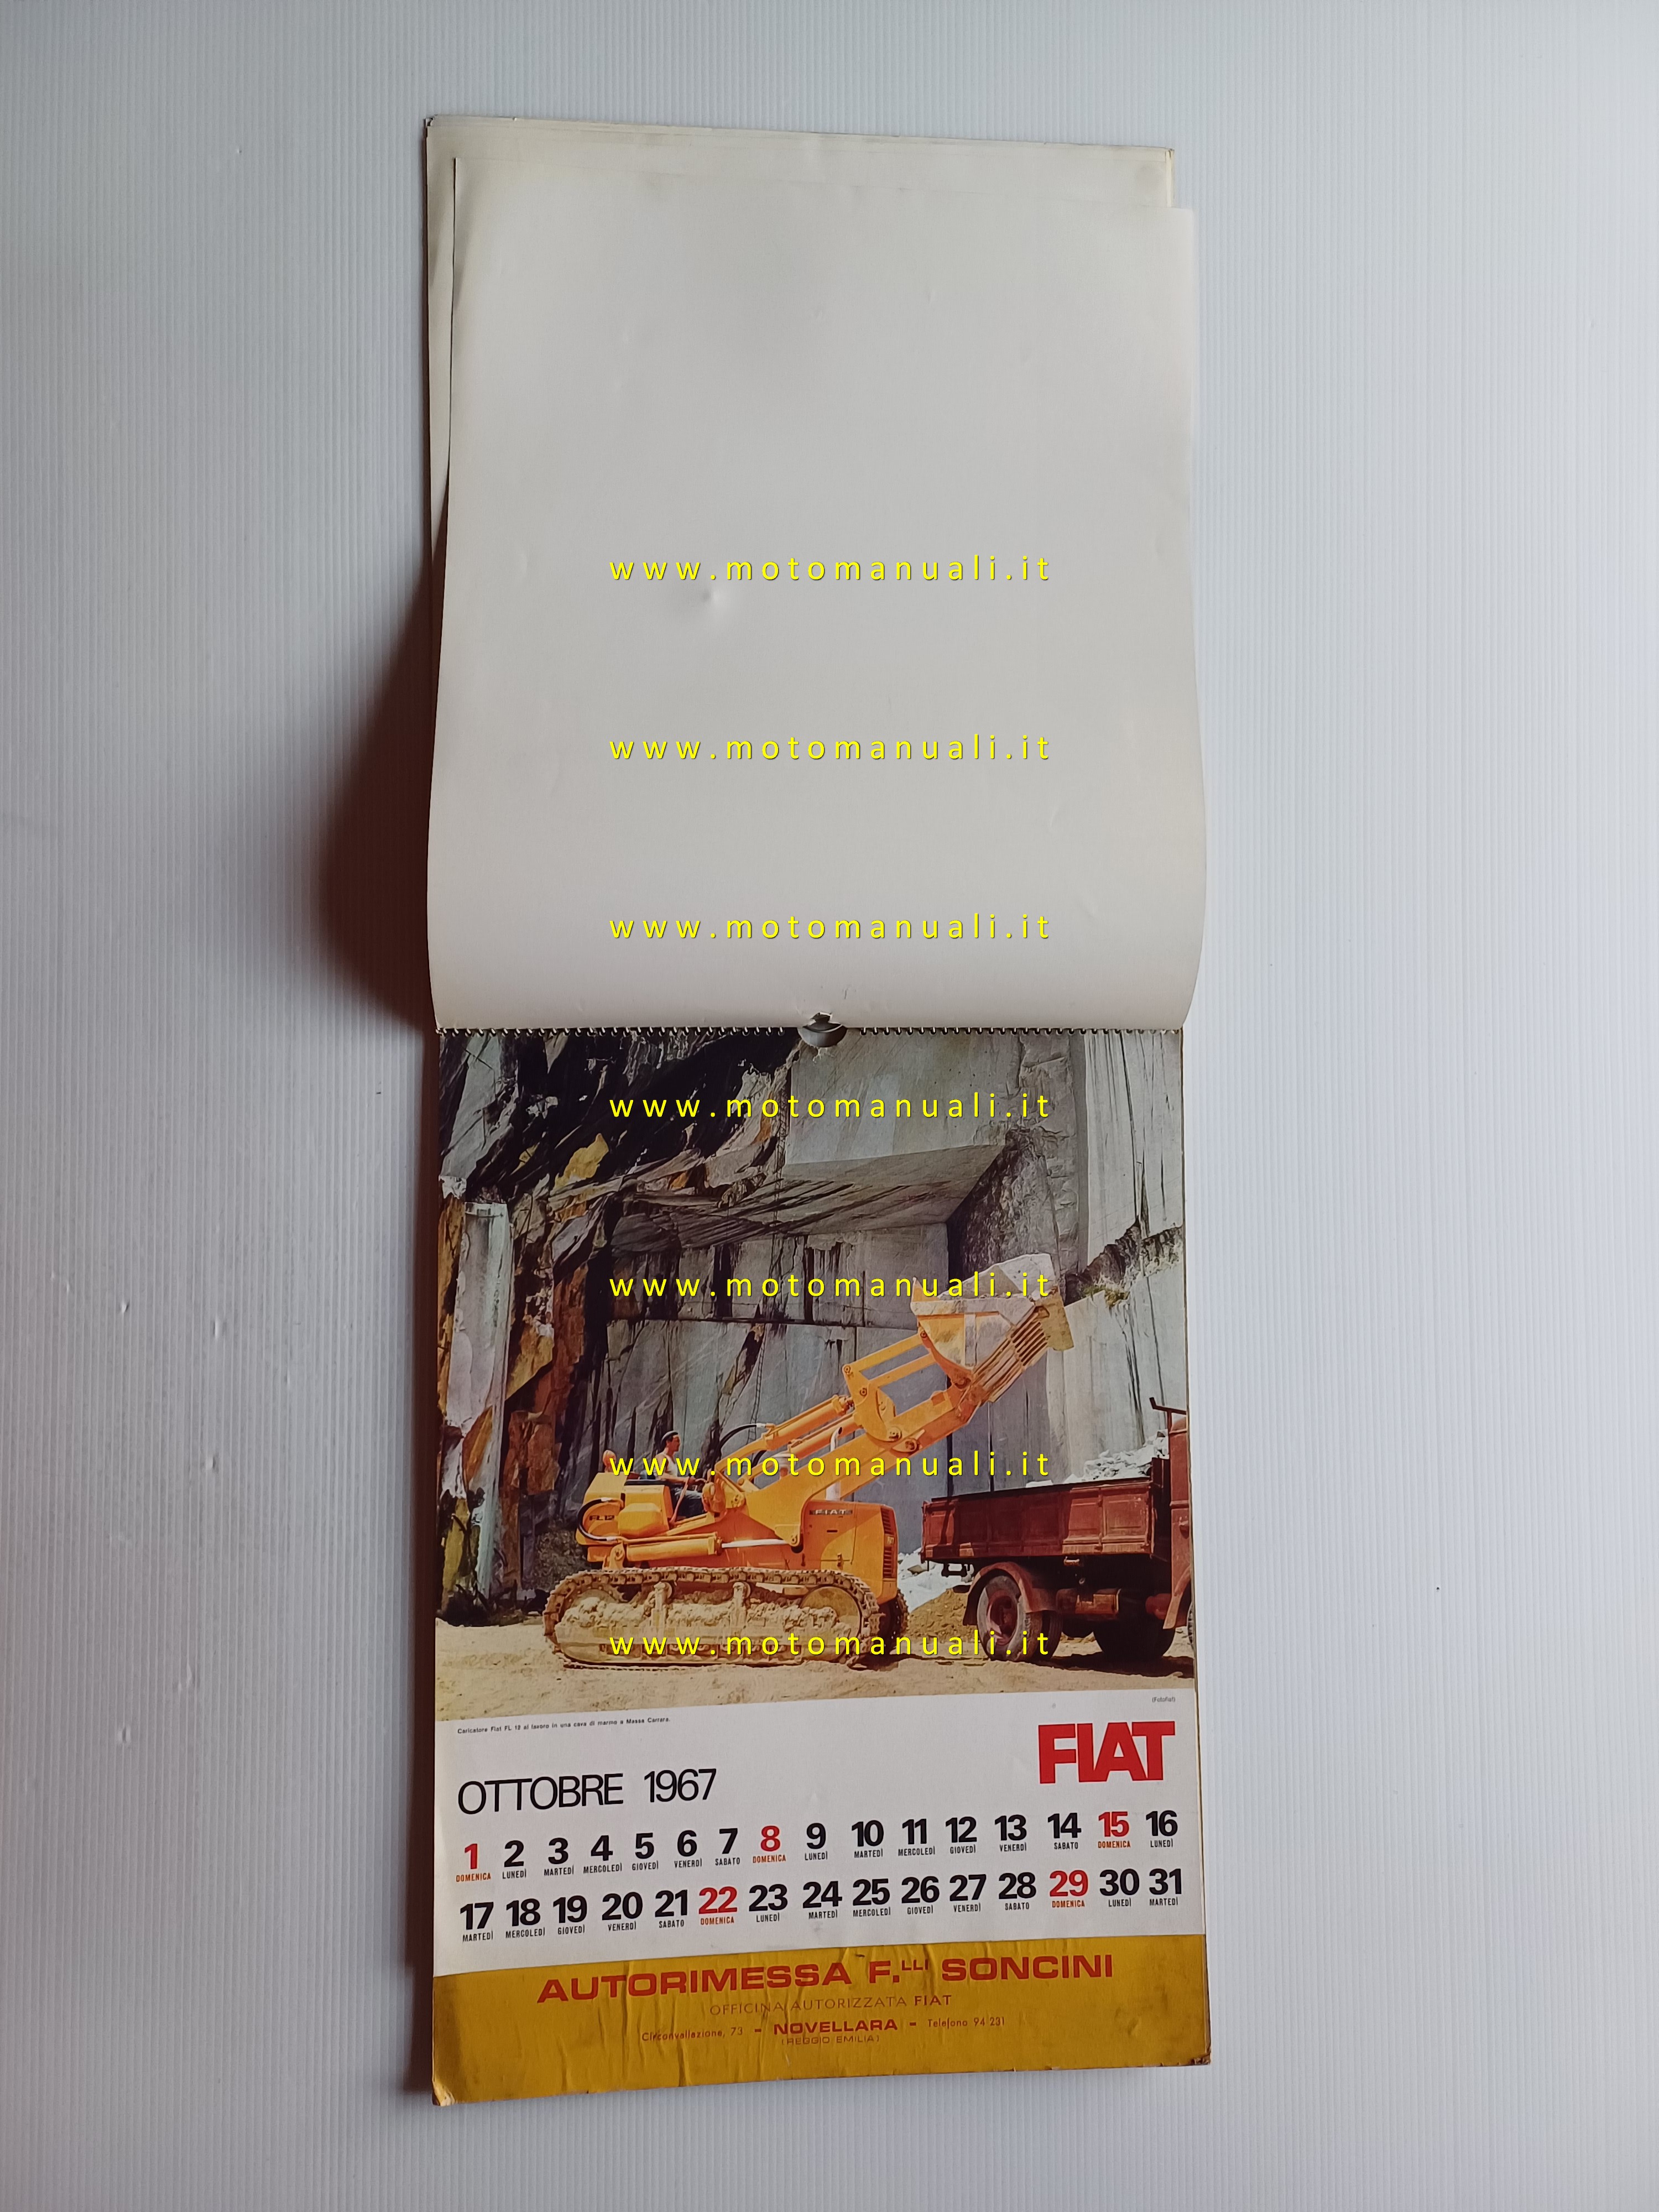 www.motomanuali.it
www.motomanuali.it
www.motomanuali.it
www.motomanuali.it
www.motomanuali.it
www.motomanuali.it
FL12
FIAT
www.motomanuali.it
(Fotofiat)
Caricatore Fiat FL 12 al lavoro in una cava di marmo a Massa Carrara.
FIAT
OTTOBRE 1967
1 2 3 4 5 6 7 8 9 10 11 12 13 14 15 16
DOMENICA LUNEDÌ MARTEDÌ MERCOLEDÌ GIOVEDÌ VENERDÌ SABATO DOMENICA LUNEDÌ MARTEDÌ MERCOLEDÌ GIOVEDÌ VENERDÌ SABATO DOMENICA LUNEDÌ
17 18 19 20 21 22 23 24 25 26 27 28 29 30 31
MARTEDÌ MERCOLEDÌ GIOVEDÌ VENERDÌ SABATO DOMENICA LUNEDÌ MARTEDÌ MERCOLEDÌ GIOVEDÌ VENERDÌ SABATO DOMENICA LUNEDÌ MARTEDÌ
AUTORIMESSA F.LLI SONCINI
OFFICINA AUTORIZZATA FIAT
Circonvallazione, 73 - NOVELLARA - Telefono 94 231
(REGGIO EMILIA)